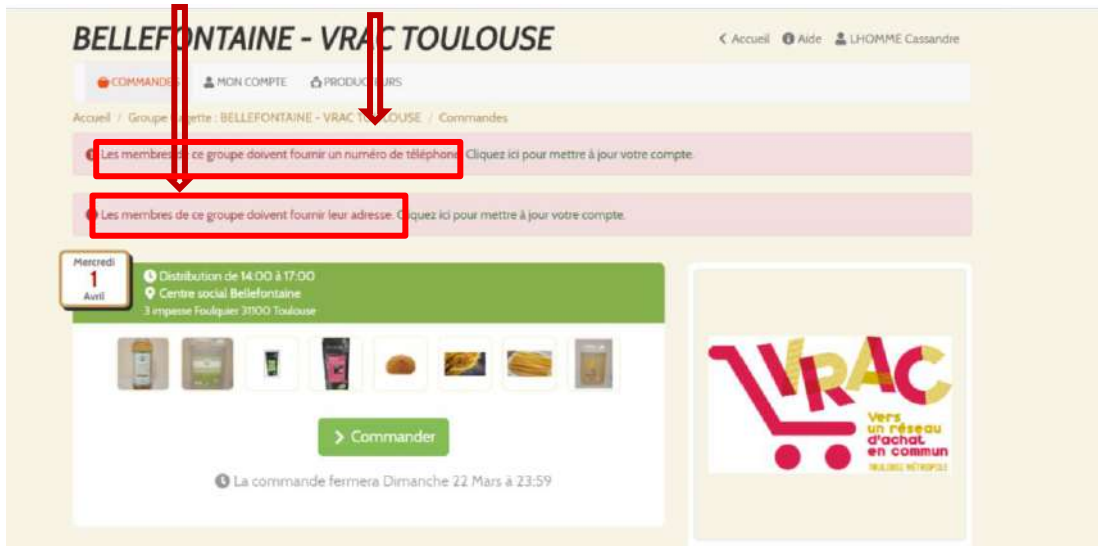 BELLEFONTAINE - VRAC TOULOUSE
Accueil Aide LHOMME Cassandre
COMMANDES MON COMPTE PRODUCTEURS
Accueil / Groupe : BELLEFONTAINE - VRAC TOULOUSE / Commandes
Les membres de ce groupe doivent fournir un numéro de téléphone. Cliquez ici pour mettre à jour votre compte.
Les membres de ce groupe doivent fournir leur adresse. Cliquez ici pour mettre à jour votre compte.
Mercredi
1
Avril
Distribution de 14:00 à 17:00
Centre social Bellefontaine
3 impasse Foulquier 31100 Toulouse
Commander
La commande fermera Dimanche 22 Mars à 23:59
VRAC
Vers
un réseau
d'achat
en commun
TOULOUSE MÉTROPOLE